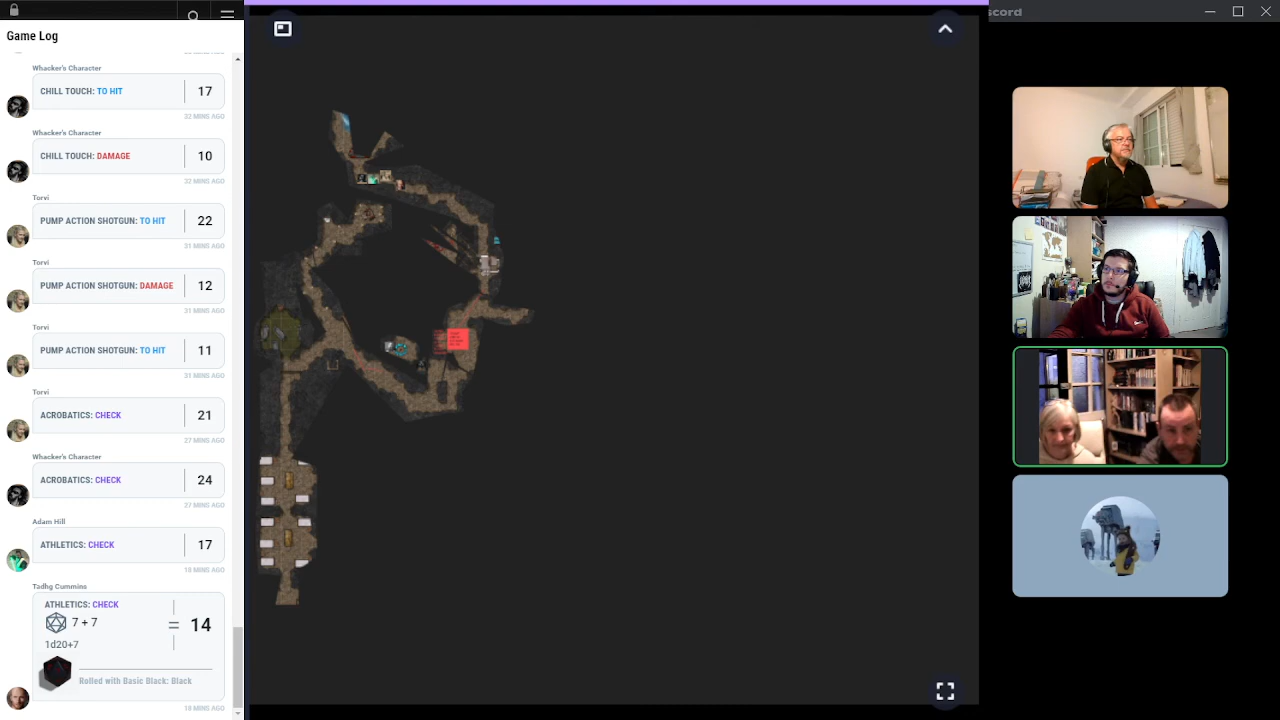 scord
Game Log
Whacker's Character
CHILL TOUCH: TO HIT
17
32 MINS AGO
Whacker's Character
CHILL TOUCH: DAMAGE
10
32 MINS AGO
Torvi
PUMP ACTION SHOTGUN: TO HIT
22
31 MINS AGO
Torvi
PUMP ACTION SHOTGUN: DAMAGE
12
31 MINS AGO
Torvi
PUMP ACTION SHOTGUN: TO HIT
11
31 MINS AGO
Torvi
ACROBATICS: CHECK
21
27 MINS AGO
Whacker's Character
ACROBATICS: CHECK
24
27 MINS AGO
Adam Hill
ATHLETICS: CHECK
17
18 MINS AGO
Tadhg Cummins
ATHLETICS: CHECK
7 + 7 = 14
1d20+7
Rolled with Basic Black: Black
18 MINS AGO